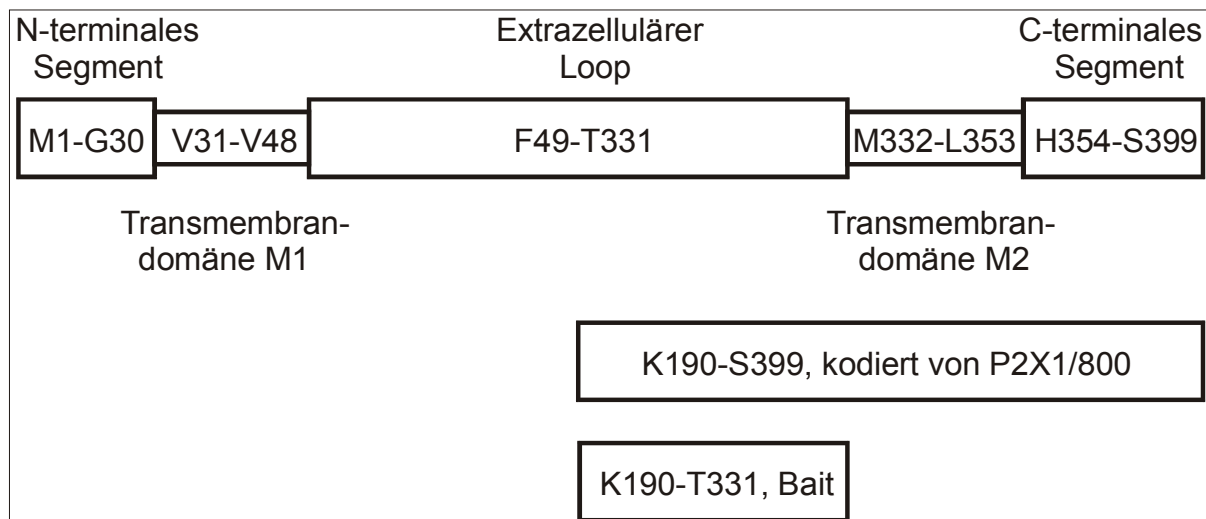 N-terminales
Segment
Extrazellulärer
Loop
C-terminales
Segment
M1-G30
V31-V48
F49-T331
M332-L353
H354-S399
Transmembran-
domäne M1
Transmembran-
domäne M2
K190-S399, kodiert von P2X1/800
K190-T331, Bait